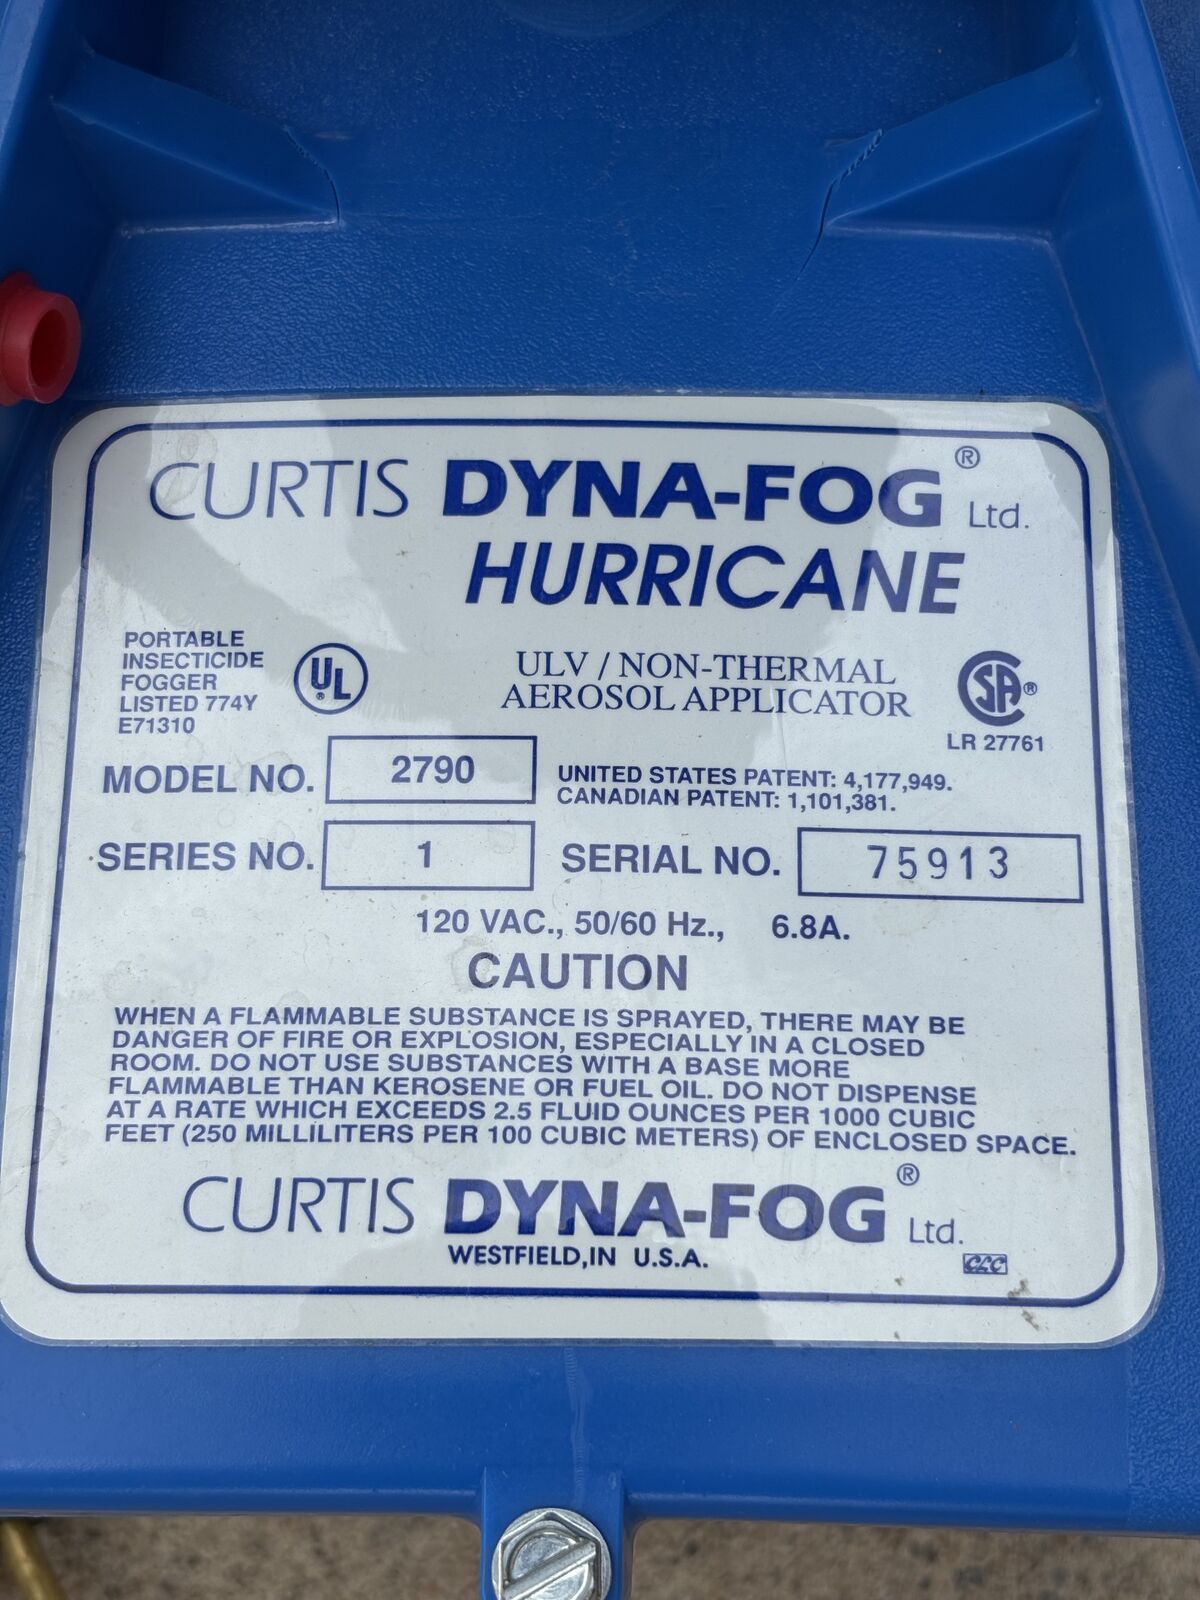 CURTIS DYNA-FOG® Ltd.
HURRICANE
PORTABLE
INSECTICIDE
FOGGER
LISTED 774Y
E71310
UL
ULV / NON-THERMAL
AEROSOL APPLICATOR
SA®
LR 27761
MODEL NO. 2790
UNITED STATES PATENT: 4,177,949.
CANADIAN PATENT: 1,101,381.
SERIES NO. 1 SERIAL NO. 75913
120 VAC., 50/60 Hz., 6.8A.
CAUTION
WHEN A FLAMMABLE SUBSTANCE IS SPRAYED, THERE MAY BE
DANGER OF FIRE OR EXPLOSION, ESPECIALLY IN A CLOSED
ROOM. DO NOT USE SUBSTANCES WITH A BASE MORE
FLAMMABLE THAN KEROSENE OR FUEL OIL. DO NOT DISPENSE
AT A RATE WHICH EXCEEDS 2.5 FLUID OUNCES PER 1000 CUBIC
FEET (250 MILLILITERS PER 100 CUBIC METERS) OF ENCLOSED SPACE.
CURTIS DYNA-FOG® Ltd.
WESTFIELD,IN U.S.A.
CLC